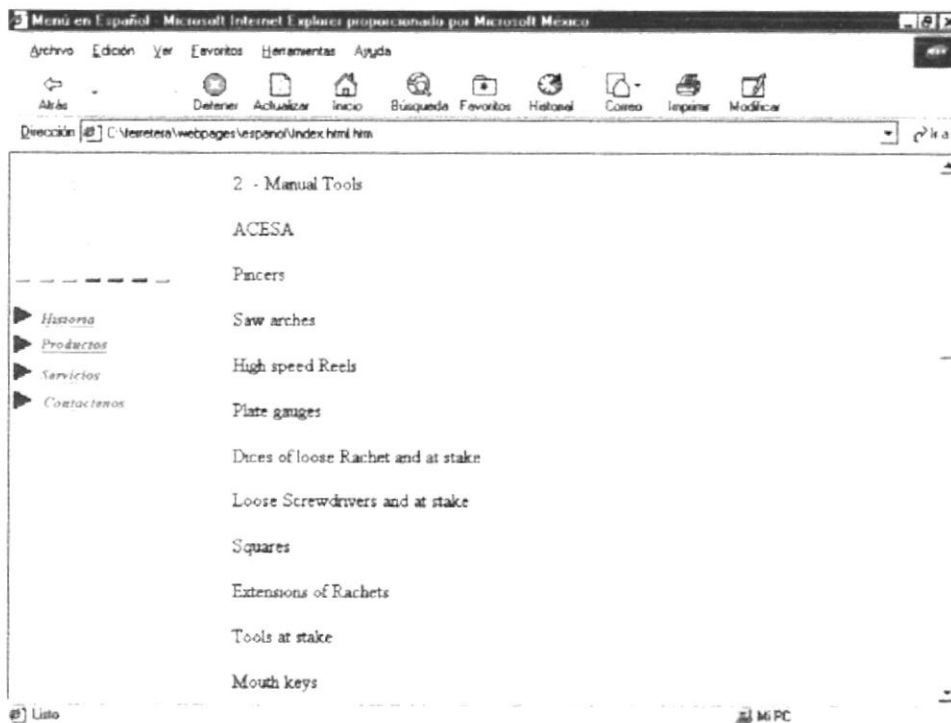 Menú en Español - Microsoft Internet Explorer proporcionado por Microsoft México
Archivo Edición Ver Favoritos Herramientas Ayuda
Atrás Detener Actualizar Inicio Búsqueda Favoritos Historial Correo Imprimir Modificar
Dirección C:\ferretera\webpages\espanol\index.html.htm Ir a
2 - Manual Tools
ACESA
Pincers
Saw arches
High speed Reels
Plate gauges
Dices of loose Rachet and at stake
Loose Screwdrivers and at stake
Squares
Extensions of Rachets
Tools at stake
Mouth keys
Historia
Productos
Servicios
Contactenos
Listo Mi PC